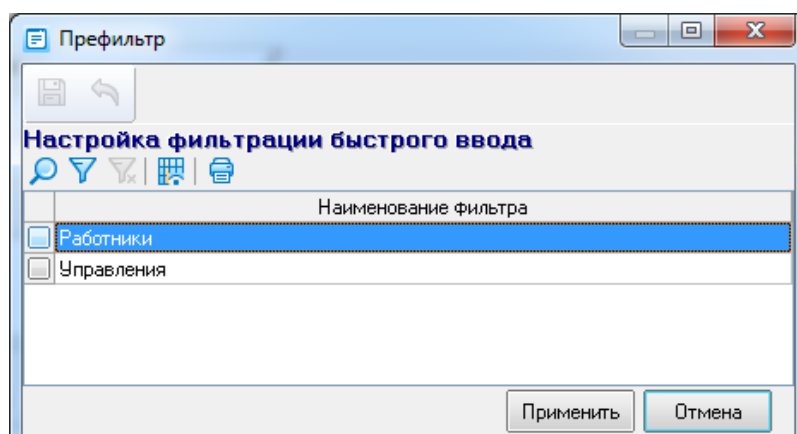 Префильтр
Настройка фильтрации быстрого ввода
Наименование фильтра
Работники
Управления
Применить
Отмена